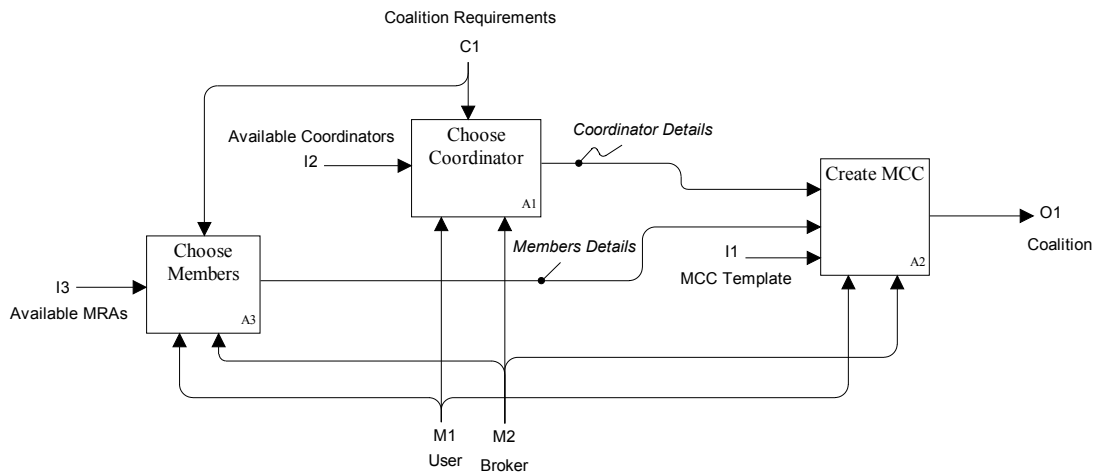 Coalition Requirements
C1
Available Coordinators
I2
Choose
Coordinator
A1
Coordinator Details
Create MCC
A2
O1
Coalition
Choose
Members
A3
Members Details
I1
MCC Template
I3
Available MRAs
M1
User
M2
Broker